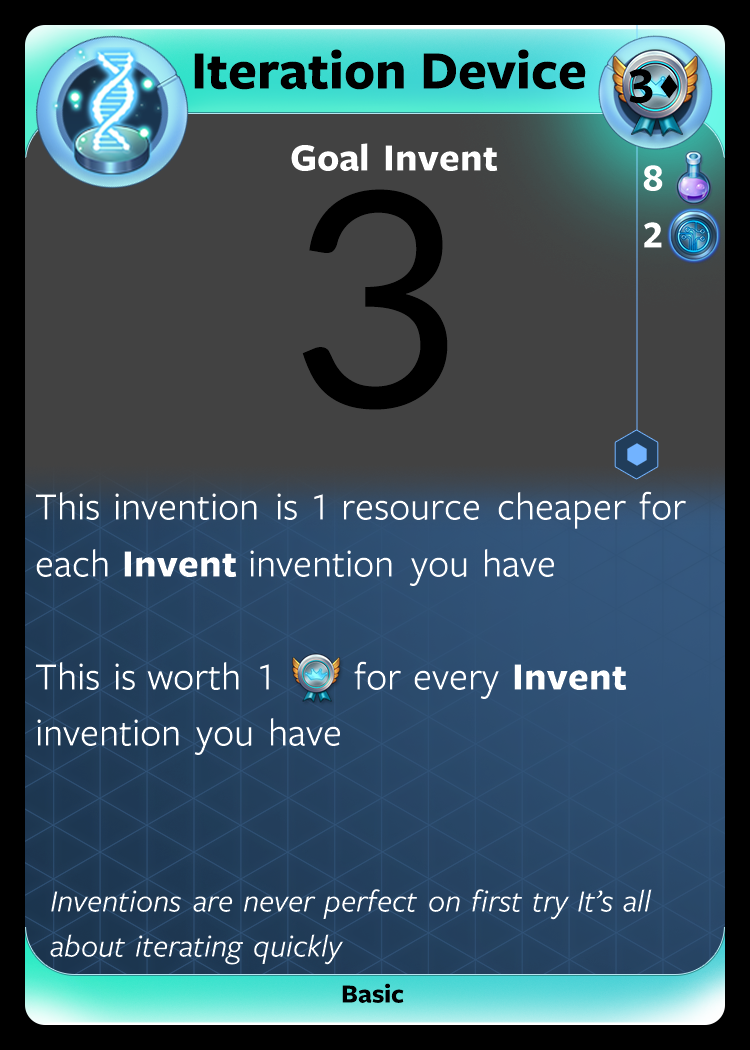 Iteration Device
3♦
Goal Invent
8
2
3
This invention is 1 resource cheaper for
each Invent invention you have
This is worth 1 for every Invent
invention you have
Inventions are never perfect on first try It's all
about iterating quickly
Basic